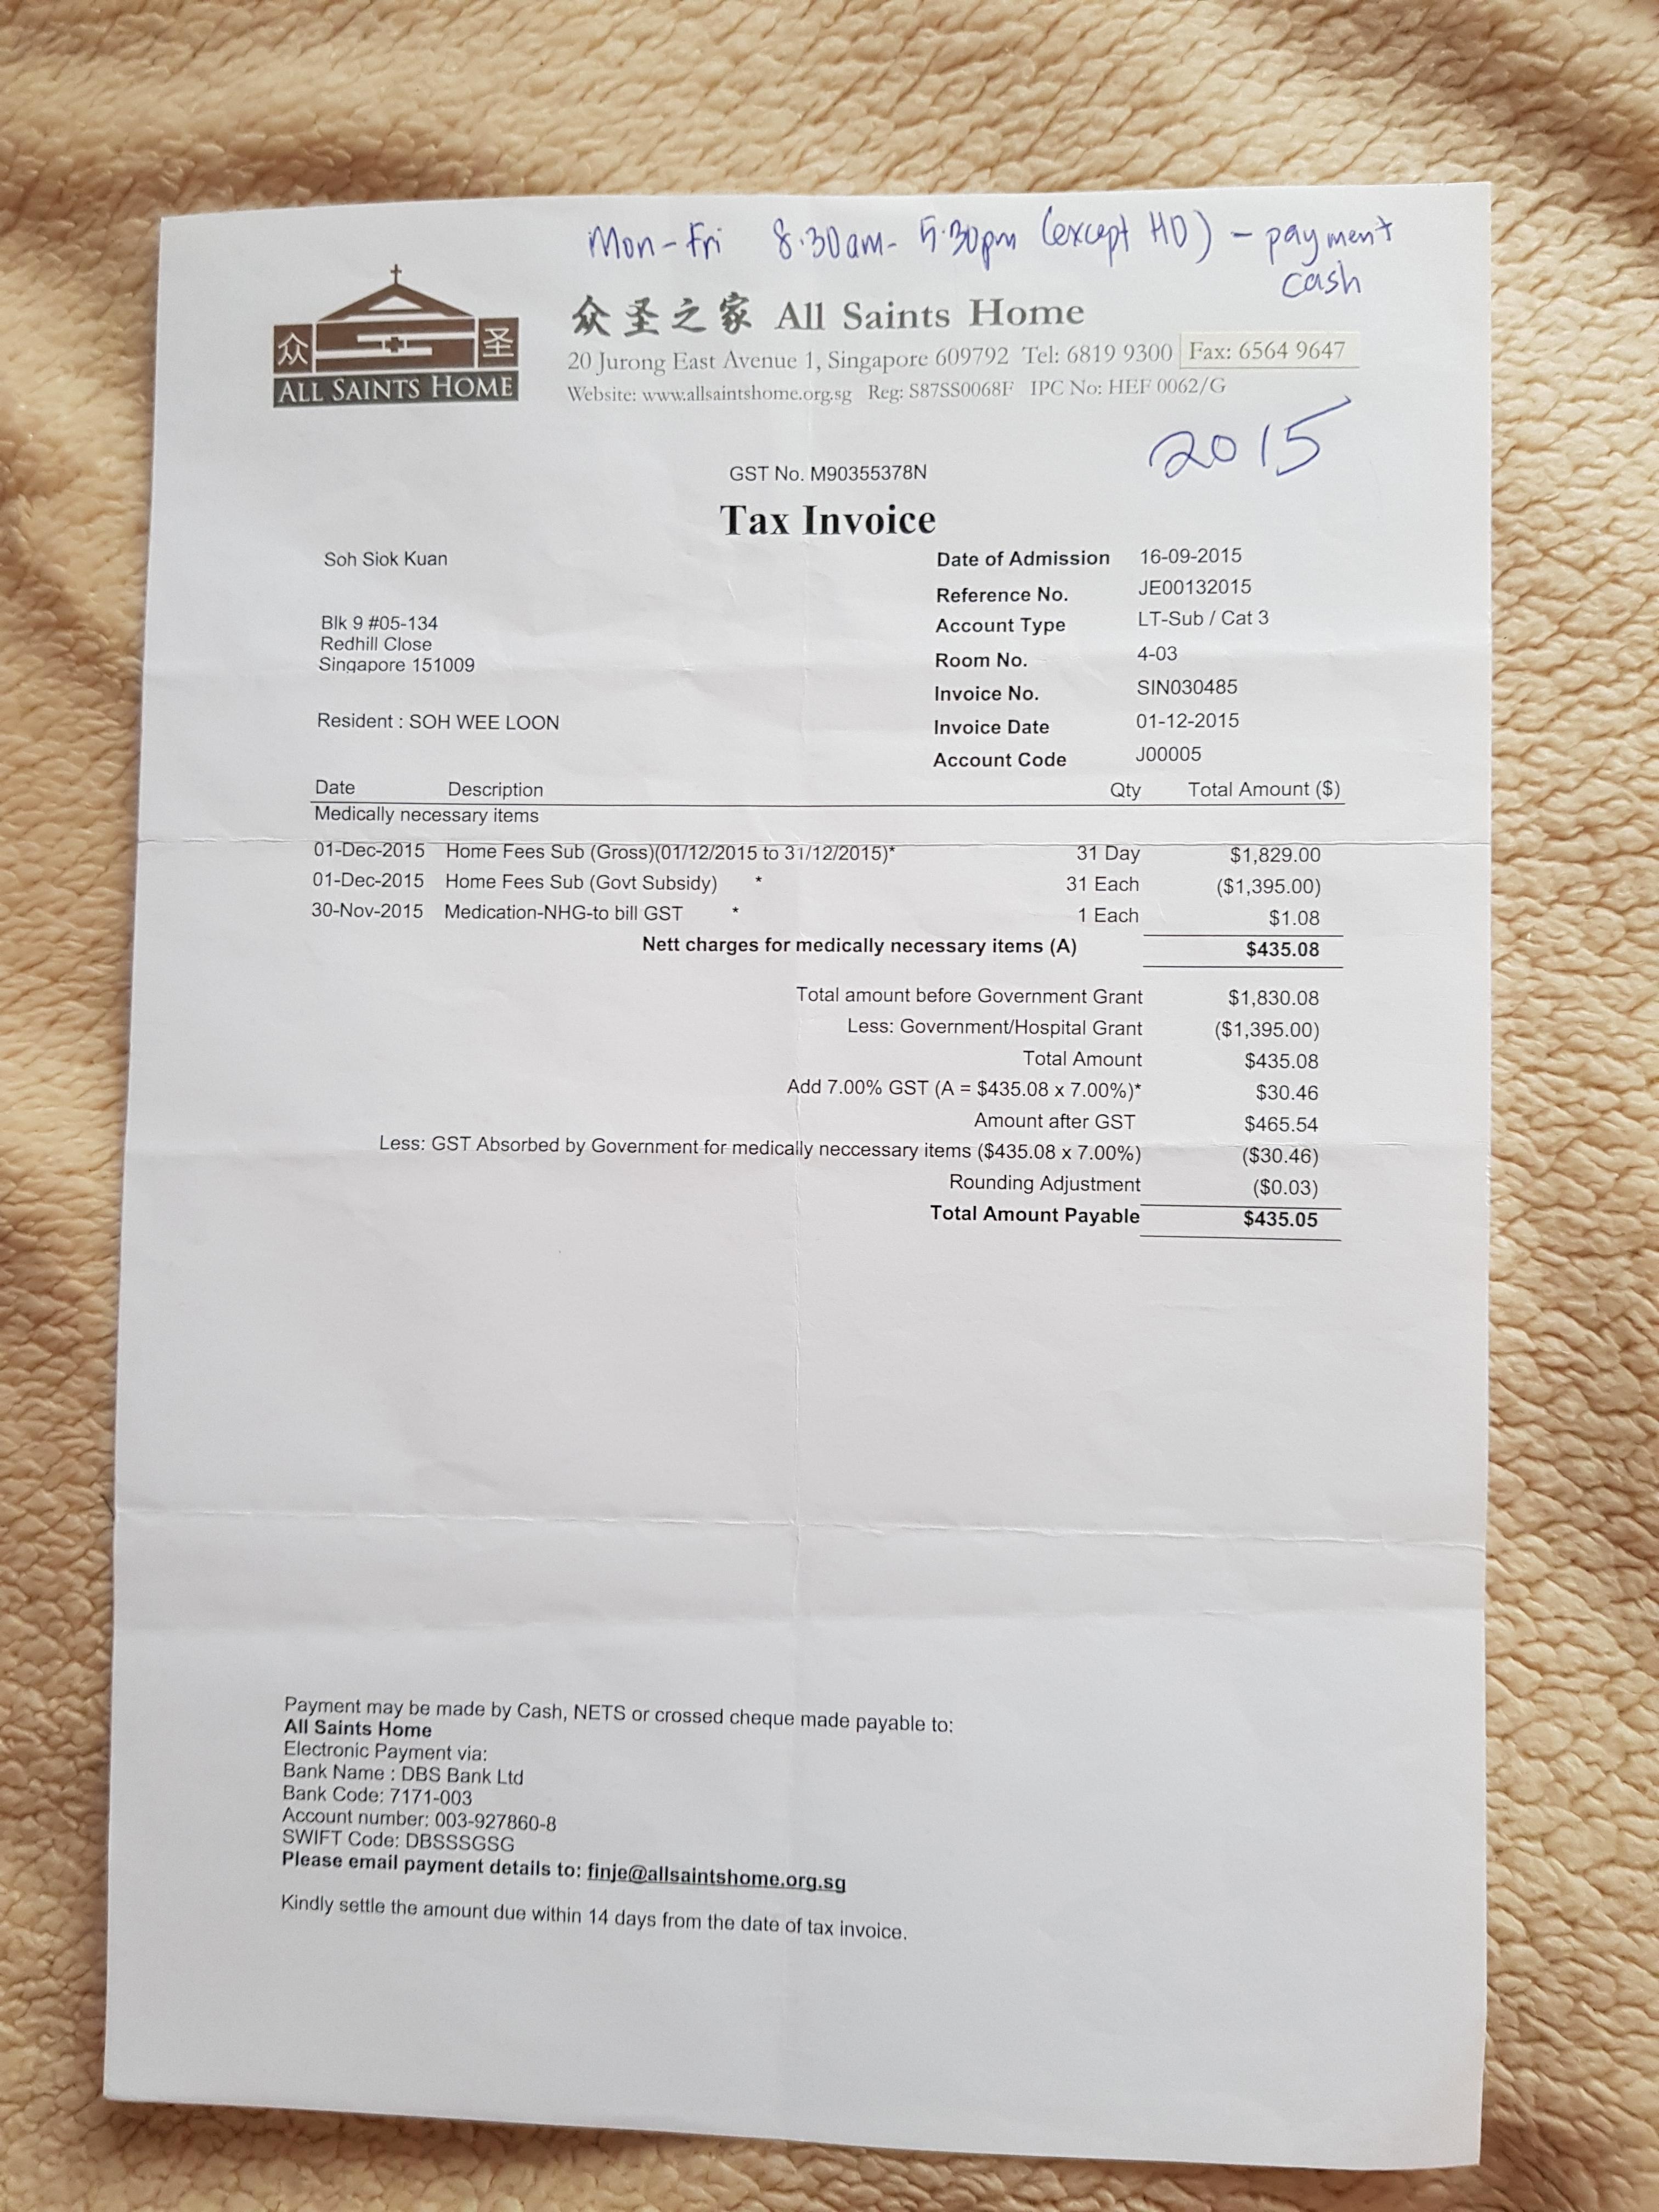 Mon-Fri 8.30am- 5.30pm (except HD) - payment
cash
众圣之家 All Saints Home
众 圣
ALL SAINTS HOME
20 Jurong East Avenue 1, Singapore 609792 Tel: 6819 9300 Fax: 6564 9647
Website: www.allsaintshome.org.sg Reg: S87SS0068F IPC No: HEF 0062/G
2015
GST No. M90355378N
Tax Invoice
Soh Siok Kuan
Date of Admission 16-09-2015
Reference No. JE00132015
Blk 9 #05-134
Account Type LT-Sub / Cat 3
Redhill Close
Singapore 151009
Room No. 4-03
Invoice No. SIN030485
Resident : SOH WEE LOON
Invoice Date 01-12-2015
Account Code J00005
Date Description Qty Total Amount ($)
Medically necessary items
01-Dec-2015 Home Fees Sub (Gross)(01/12/2015 to 31/12/2015)* 31 Day $1,829.00
01-Dec-2015 Home Fees Sub (Govt Subsidy) * 31 Each ($1,395.00)
30-Nov-2015 Medication-NHG-to bill GST * 1 Each $1.08
Nett charges for medically necessary items (A) $435.08
Total amount before Government Grant $1,830.08
Less: Government/Hospital Grant ($1,395.00)
Total Amount $435.08
Add 7.00% GST (A = $435.08 x 7.00%)* $30.46
Amount after GST $465.54
Less: GST Absorbed by Government for medically neccessary items ($435.08 x 7.00%) ($30.46)
Rounding Adjustment ($0.03)
Total Amount Payable $435.05
Payment may be made by Cash, NETS or crossed cheque made payable to:
All Saints Home
Electronic Payment via:
Bank Name : DBS Bank Ltd
Bank Code: 7171-003
Account number: 003-927860-8
SWIFT Code: DBSSSGSG
Please email payment details to: finje@allsaintshome.org.sg
Kindly settle the amount due within 14 days from the date of tax invoice.